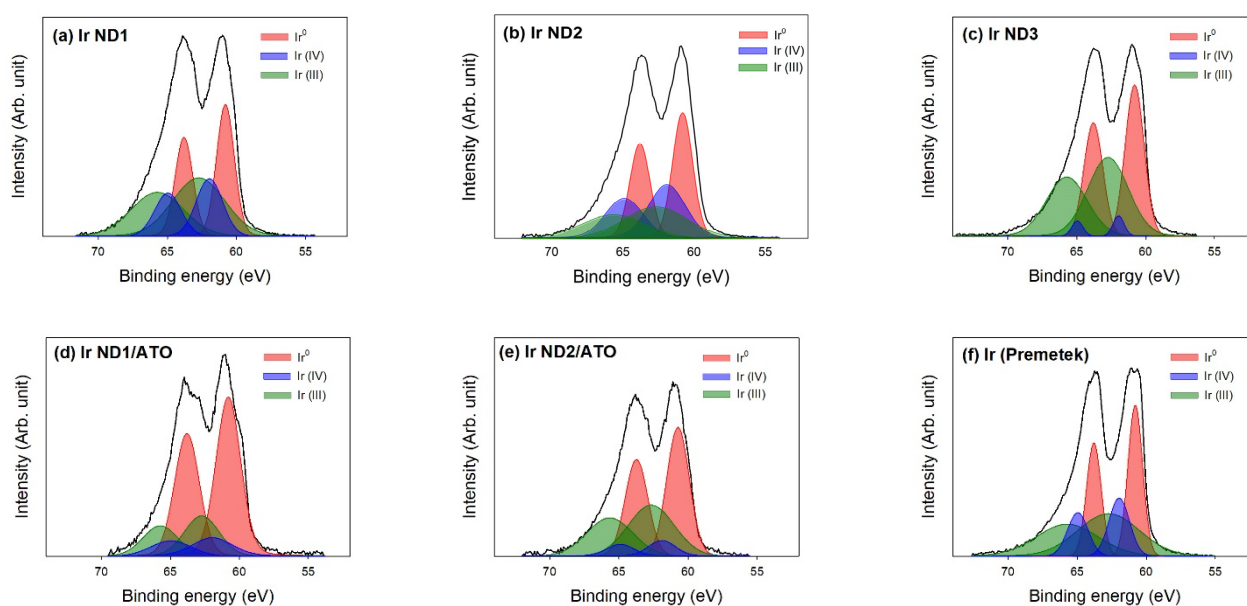 (a) Ir ND1
Ir⁰
Ir (IV)
Ir (III)
Intensity (Arb. unit)
70 65 60 55
Binding energy (eV)
(b) Ir ND2
Ir⁰
Ir (IV)
Ir (III)
Intensity (Arb. unit)
70 65 60 55
Binding energy (eV)
(c) Ir ND3
Ir⁰
Ir (IV)
Ir (III)
Intensity (Arb. unit)
70 65 60 55
Binding energy (eV)
(d) Ir ND1/ATO
Ir⁰
Ir (IV)
Ir (III)
Intensity (Arb. unit)
70 65 60 55
Binding energy (eV)
(e) Ir ND2/ATO
Ir⁰
Ir (IV)
Ir (III)
Intensity (Arb. unit)
70 65 60 55
Binding energy (eV)
(f) Ir (Premetek)
Ir⁰
Ir (IV)
Ir (III)
Intensity (Arb. unit)
70 65 60 55
Binding energy (eV)